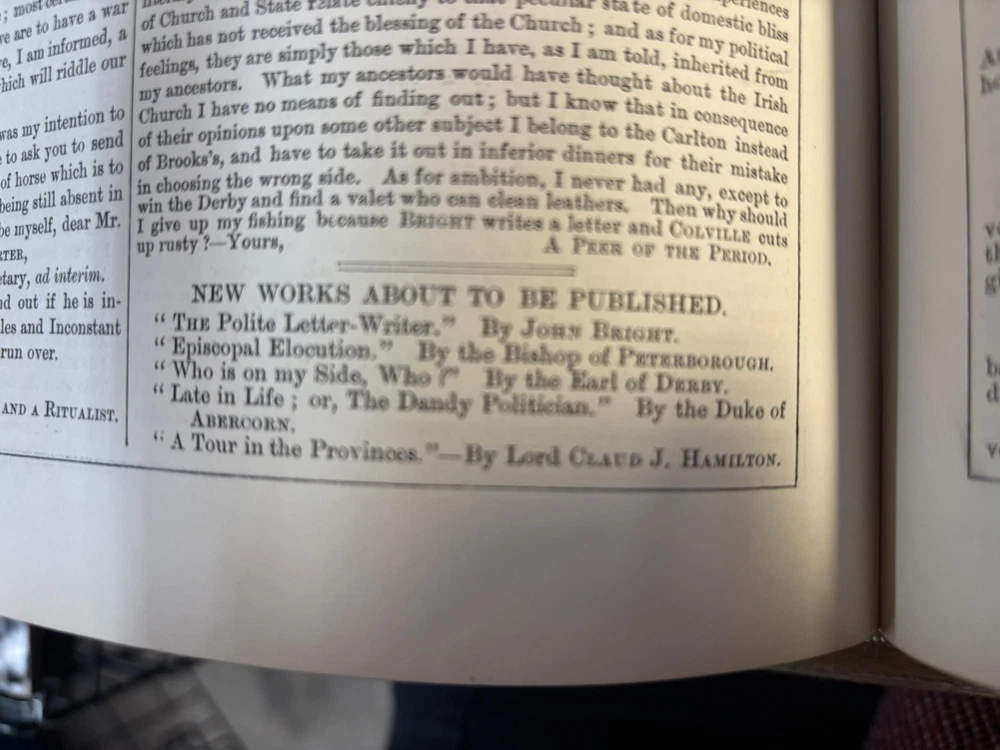 ; most
are to have a war
I am informed, a
which will riddle our
was my intention to
to ask you to send
of horse which is to
being still absent in
be myself, dear Mr.
ad interim.
out if he is in-
and Inconstant
run over.
AND A RITUALIST.
of Church and State state of domestic bliss
which has not received the blessing of the Church; and as for my political
feelings, they are simply those which I have, as I am told, inherited from
my ancestors. What my ancestors would have thought about the Irish
Church I have no means of finding out; but I know that in consequence
of their opinions upon some other subject I belong to the Carlton instead
of Brooks's, and have to take it out in inferior dinners for their mistake
in choosing the wrong side. As for ambition, I never had any, except to
win the Derby and find a valet who can clean leathers. Then why should
I give up my fishing because BRIGHT writes a letter and COLVILLE cuts
up rusty?—Yours, A PEER OF THE PERIOD.
NEW WORKS ABOUT TO BE PUBLISHED.
"THE Polite Letter-Writer." By JOHN BRIGHT.
"Episcopal Elocution." By the Bishop of PETERBOROUGH.
"Who is on my Side, Who?" By the Earl of DERBY.
"Late in Life; or, The Dandy Politician." By the Duke of
ABERCORN.
"A Tour in the Provinces."—By Lord CLAUD J. HAMILTON.